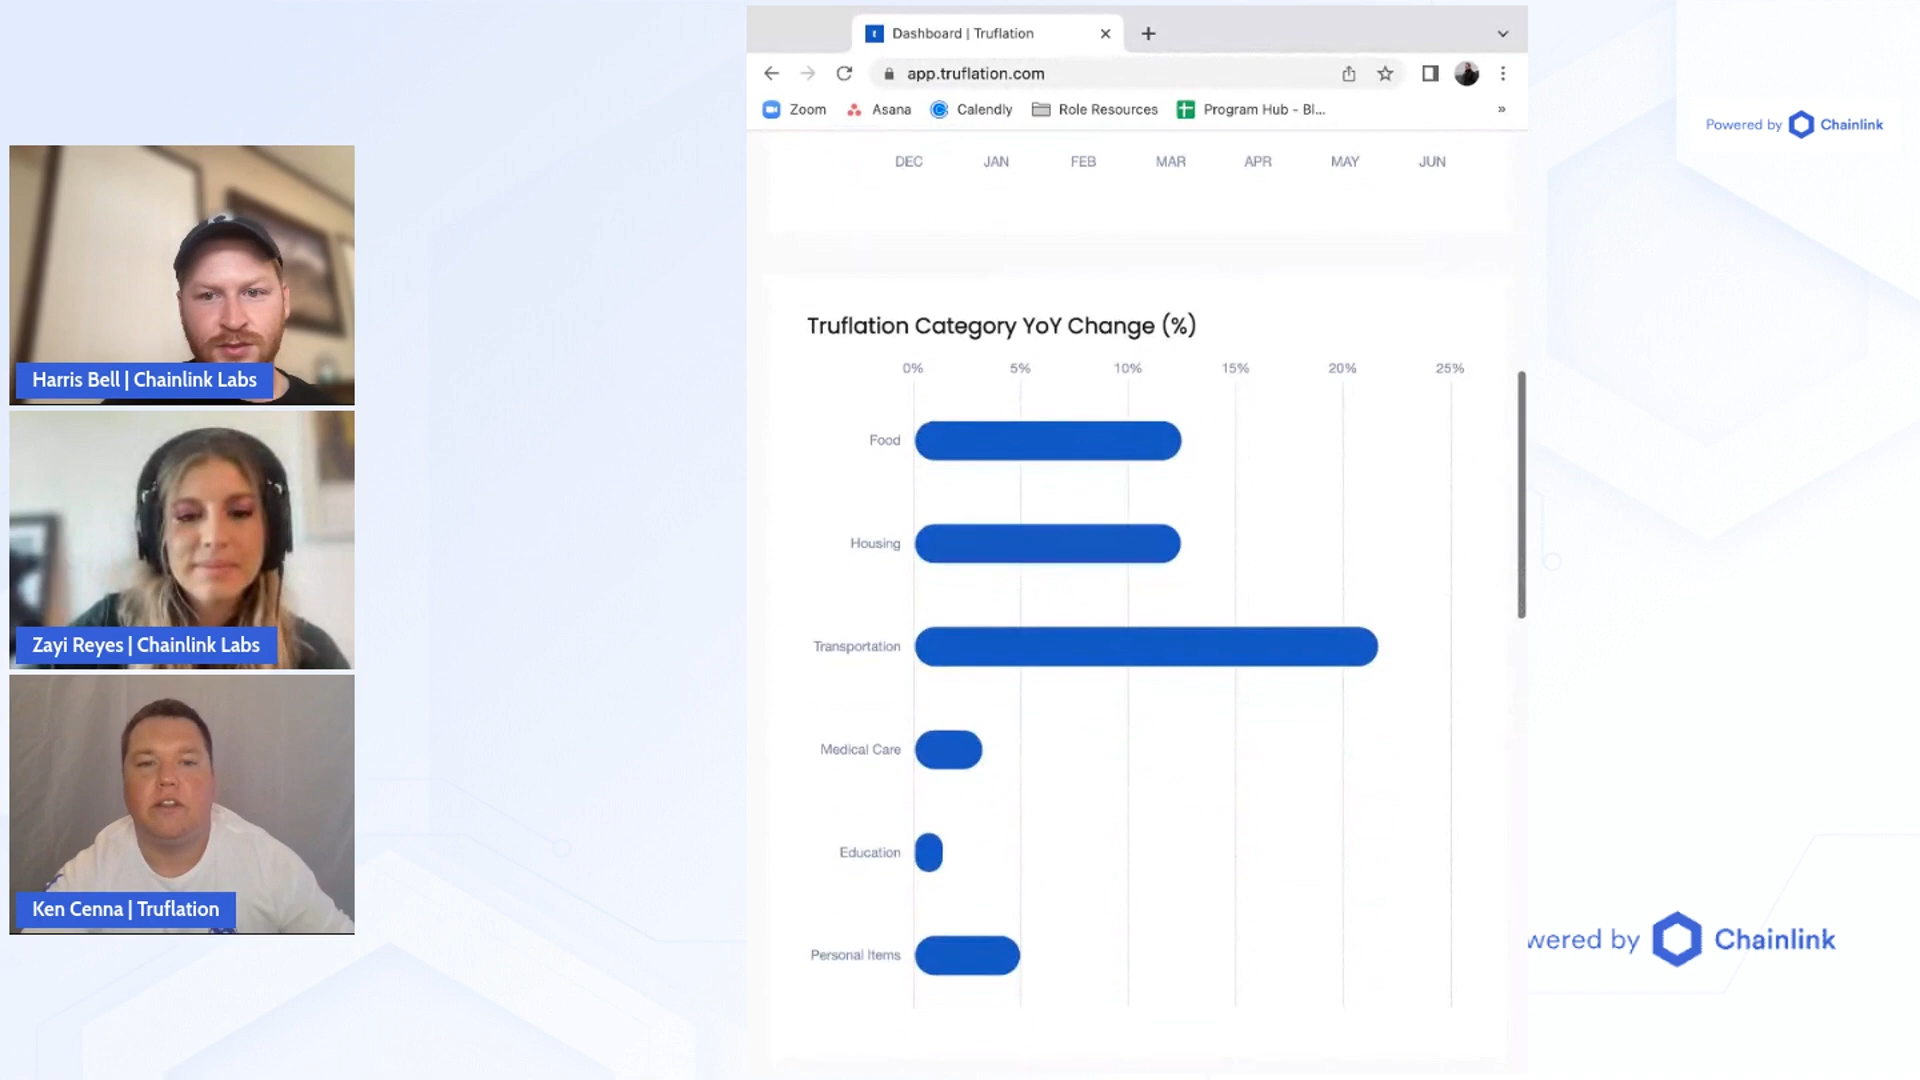 Dashboard | Truflation
app.truflation.com
Zoom
Asana
Calendly
Role Resources
Program Hub - Bl...
Powered by Chainlink
DEC JAN FEB MAR APR MAY JUN
Truflation Category YoY Change (%)
0% 5% 10% 15% 20% 25%
Food
Housing
Transportation
Medical Care
Education
Personal Items
Harris Bell | Chainlink Labs
Zayi Reyes | Chainlink Labs
Ken Cenna | Truflation
wered by Chainlink